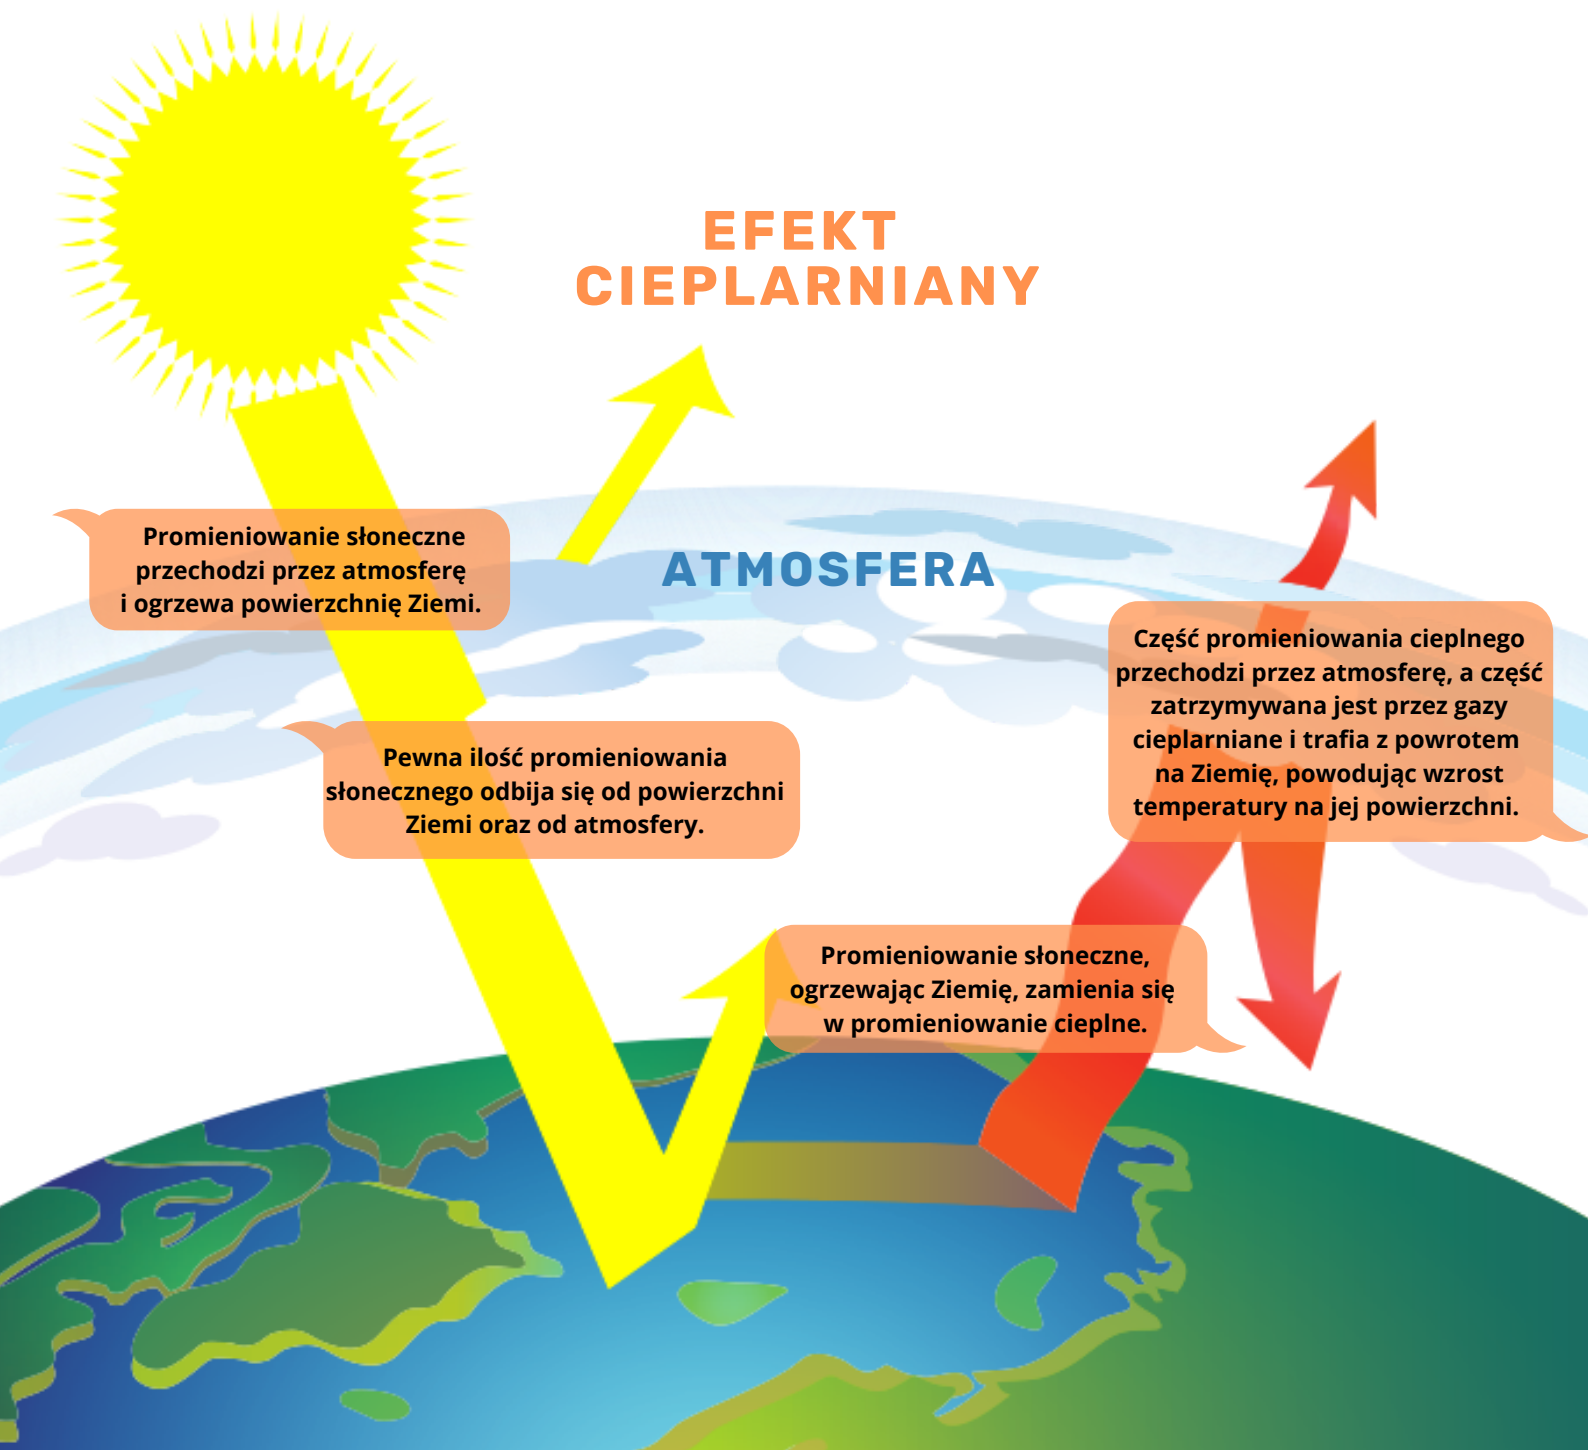 EFEKT
CIEPLARNIANY
ATMOSFERA
Promieniowanie słoneczne
przechodzi przez atmosferę
i ogrzewa powierzchnię Ziemi.
Pewna ilość promieniowania
słonecznego odbija się od powierzchni
Ziemi oraz od atmosfery.
Część promieniowania cieplnego
przechodzi przez atmosferę, a część
zatrzymywana jest przez gazy
cieplarniane i trafia z powrotem
na Ziemię, powodując wzrost
temperatury na jej powierzchni.
Promieniowanie słoneczne,
ogrzewając Ziemię, zamienia się
w promieniowanie cieplne.